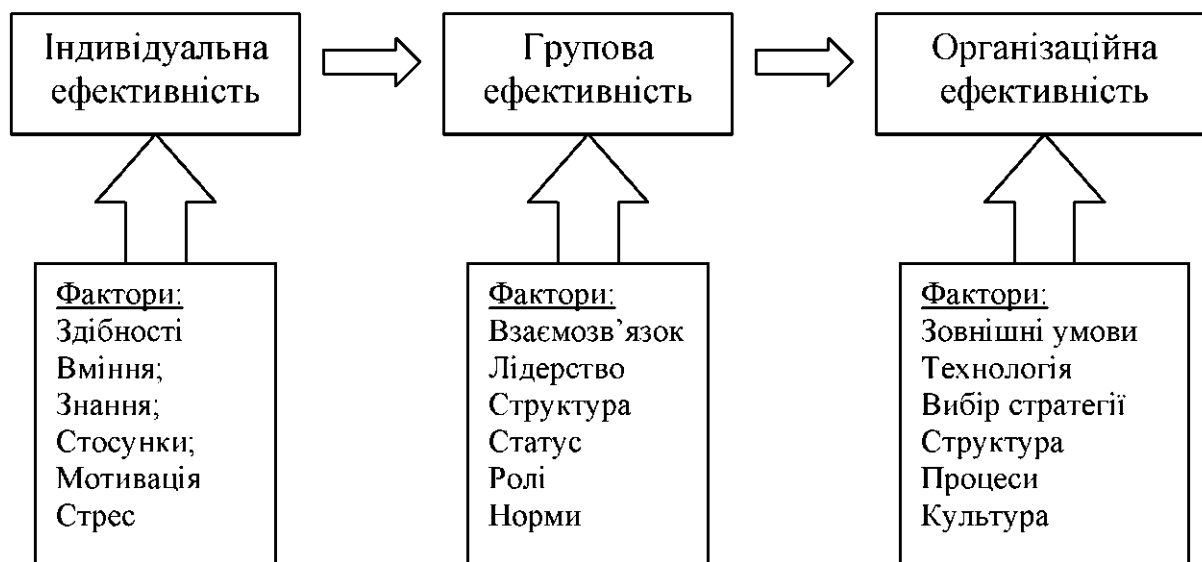 Індивідуальна
ефективність
Групова
ефективність
Організаційна
ефективність
Фактори:
Здібності
Вміння;
Знання;
Стосунки;
Мотивація
Стрес
Фактори:
Взаємозв’язок
Лідерство
Структура
Статус
Ролі
Норми
Фактори:
Зовнішні умови
Технологія
Вибір стратегії
Структура
Процеси
Культура